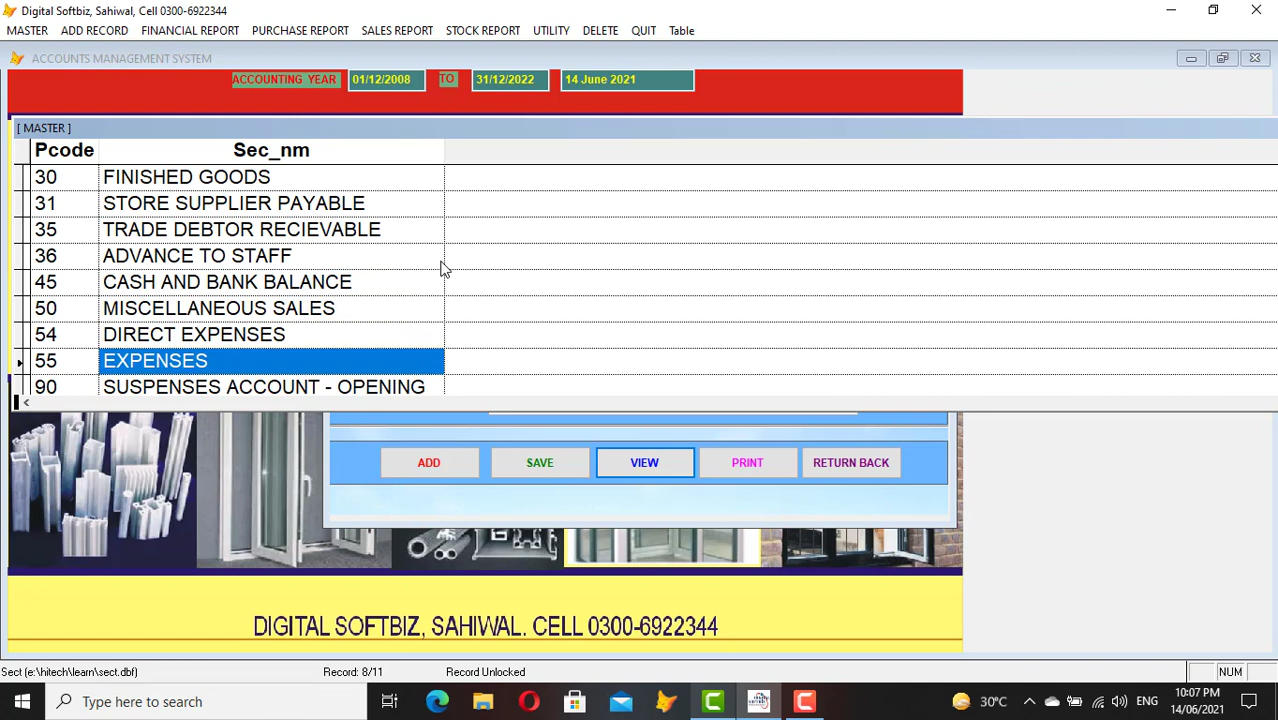 Digital Softbiz, Sahiwal, Cell 0300-6922344
MASTER ADD RECORD FINANCIAL REPORT PURCHASE REPORT SALES REPORT STOCK REPORT UTILITY DELETE QUIT Table
ACCOUNTS MANAGEMENT SYSTEM
ACCOUNTING YEAR 01/12/2008 TO 31/12/2022 14 June 2021
[ MASTER ]
Pcode Sec_nm
30 FINISHED GOODS
31 STORE SUPPLIER PAYABLE
35 TRADE DEBTOR RECIEVABLE
36 ADVANCE TO STAFF
45 CASH AND BANK BALANCE
50 MISCELLANEOUS SALES
54 DIRECT EXPENSES
55 EXPENSES
90 SUSPENSES ACCOUNT - OPENING
ADD SAVE VIEW PRINT RETURN BACK
DIGITAL SOFTBIZ, SAHIWAL. CELL 0300-6922344
Sect (e:\hitech\learn\sect.dbf) Record: 8/11 Record Unlocked NUM
Type here to search 30°C ENG 10:07 PM
14/06/2021